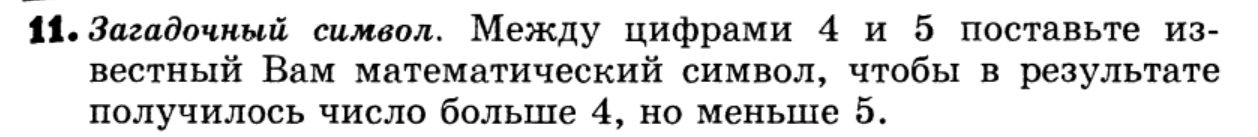 11. Загадочный символ. Между цифрами 4 и 5 поставьте из-
вестный Вам математический символ, чтобы в результате
получилось число больше 4, но меньше 5.